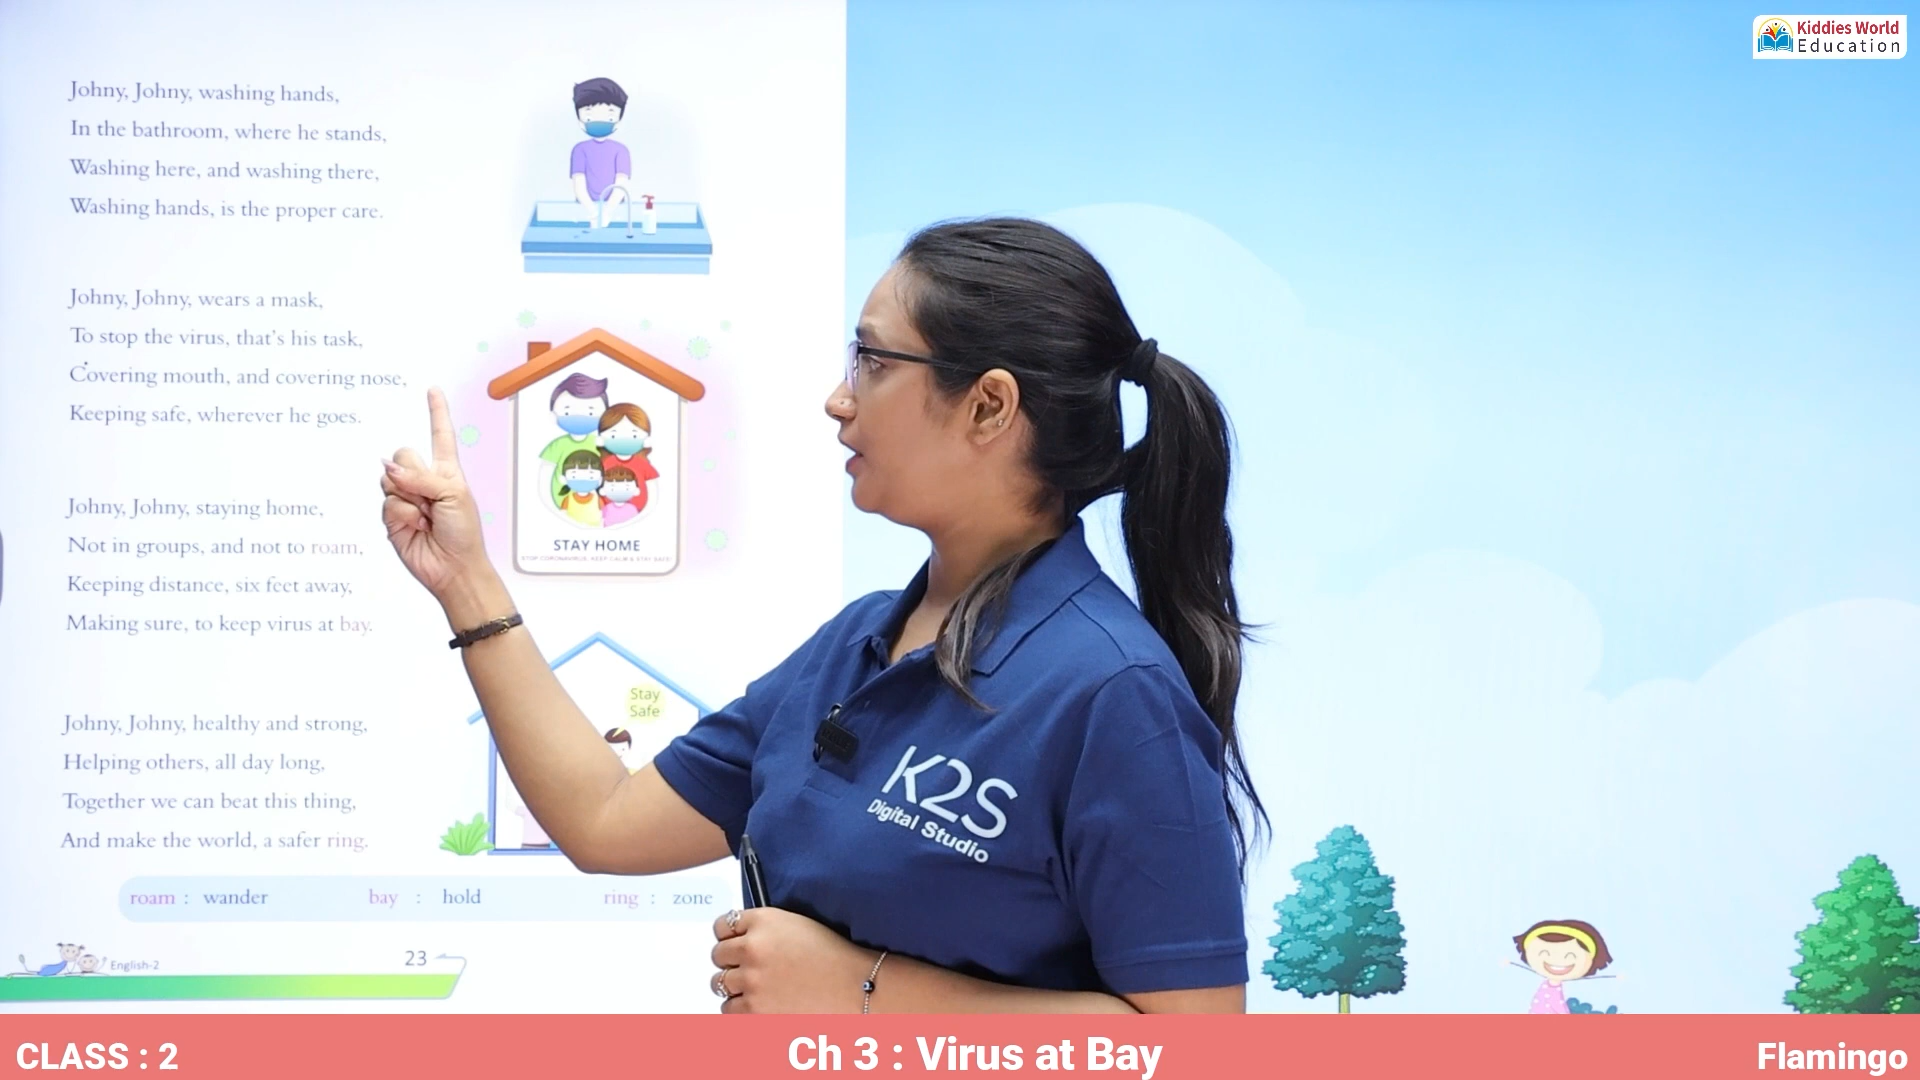 Kiddies World
Education
Johny, Johny, washing hands,
In the bathroom, where he stands,
Washing here, and washing there,
Washing hands, is the proper care.
Johny, Johny, wears a mask,
To stop the virus, that's his task,
Covering mouth, and covering nose,
Keeping safe, wherever he goes.
STAY HOME
STOP CORONAVIRUS, KEEP CALM & STAY SAFE!
Johny, Johny, staying home,
Not in groups, and not to roam,
Keeping distance, six feet away,
Making sure, to keep virus at bay.
Stay
Safe
Johny, Johny, healthy and strong,
Helping others, all day long,
Together we can beat this thing,
And make the world, a safer ring.
roam : wander bay : hold ring : zone
English-2
23
K2S
Digital Studio
CLASS : 2
Ch 3 : Virus at Bay
Flamingo